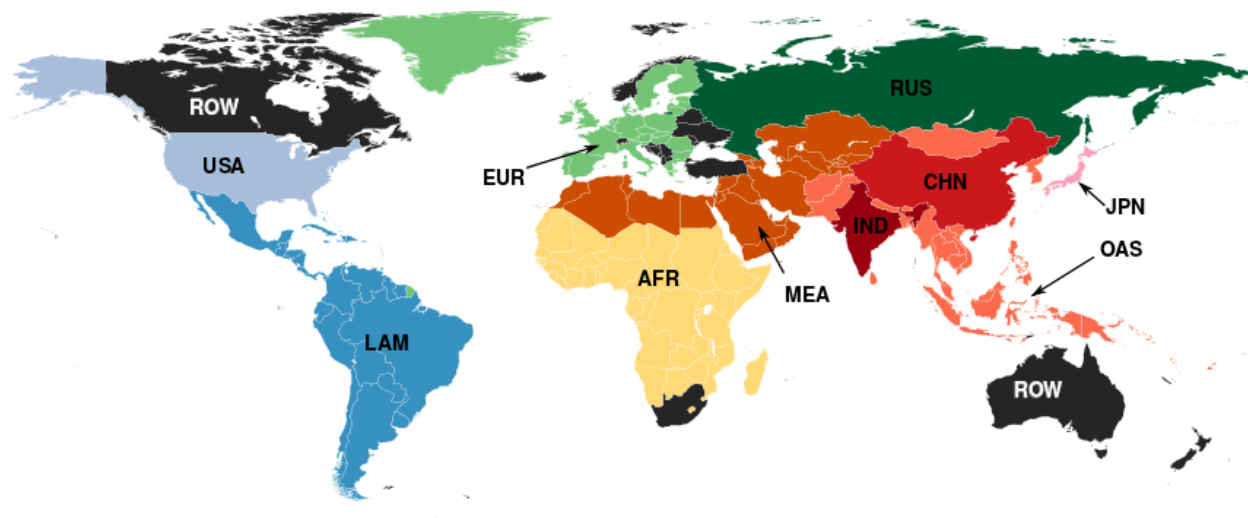 ROW
RUS
USA
EUR
CHN
JPN
IND
OAS
AFR
MEA
LAM
ROW